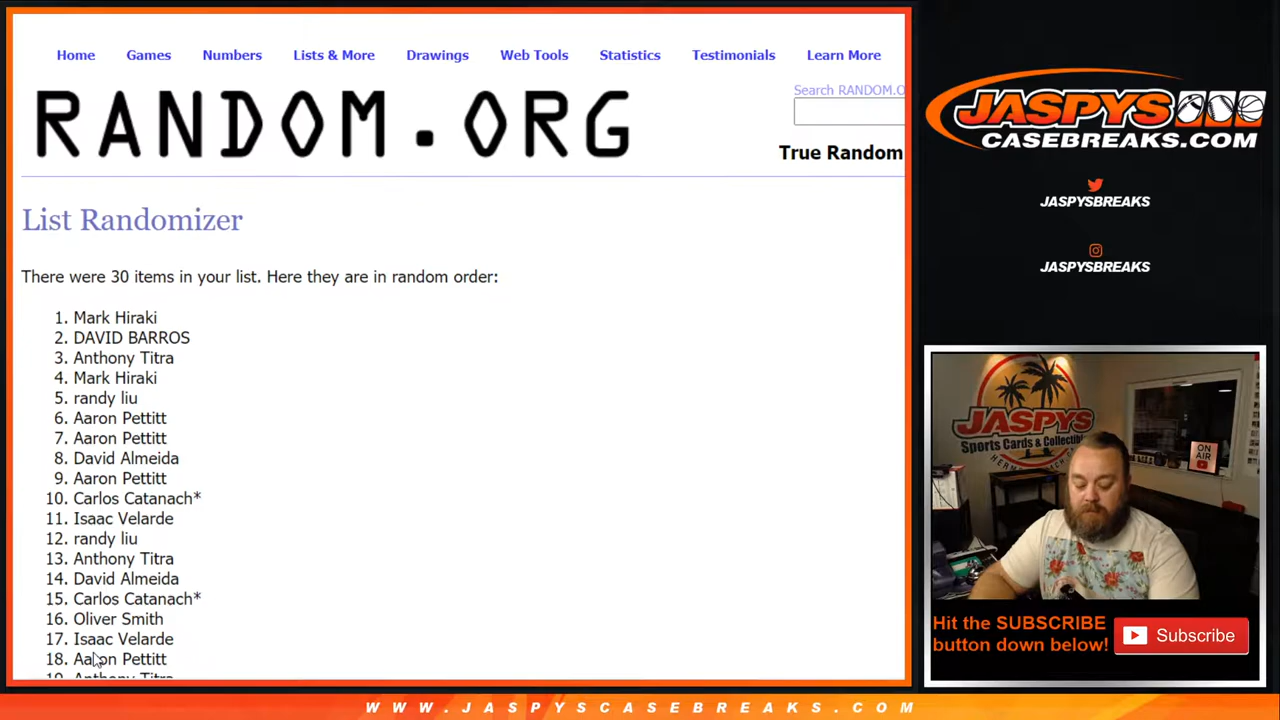 Home Games Numbers Lists & More Drawings Web Tools Statistics Testimonials Learn More
Search RANDOM.O
RANDOM.ORG
True Random
List Randomizer
There were 30 items in your list. Here they are in random order:
1. Mark Hiraki
2. DAVID BARROS
3. Anthony Titra
4. Mark Hiraki
5. randy liu
6. Aaron Pettitt
7. Aaron Pettitt
8. David Almeida
9. Aaron Pettitt
10. Carlos Catanach*
11. Isaac Velarde
12. randy liu
13. Anthony Titra
14. David Almeida
15. Carlos Catanach*
16. Oliver Smith
17. Isaac Velarde
18. Aaron Pettitt
19. Anthony Titra
JASPYS
CASEBREAKS.COM
JASPYSBREAKS
JASPYSBREAKS
JASPYS
Sports Cards & Collectibl
ON
AIR
Hit the SUBSCRIBE
button down below!
Subscribe
WWW.JASPYSCASEBREAKS.COM